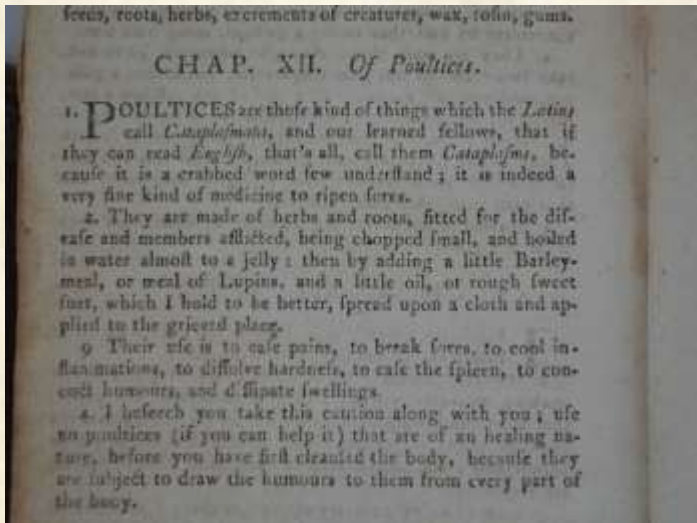 feeds, roots, herbs, excrements of creatures, wax, rosin, gums.
CHAP. XII. Of Poultices.
1. POULTICES are those kind of things which the Latins
call Cataplasmata, and our learned fellows, that if
they can read English, that's all, call them Cataplasms, be-
cause it is a crabbed word few understand; it is indeed a
very fine kind of medicine to ripen sores.
2. They are made of herbs and roots, fitted for the dis-
ease and members afflicted, being chopped small, and boiled
in water almost to a jelly: then by adding a little Barley-
meal, or meal of Lupins, and a little oil, or rough sweet
suet, which I hold to be better, spread upon a cloth and ap-
plied to the grieved place.
9 Their use is to ease pains, to break sores, to cool in-
flammations, to dissolve hardness, to ease the spleen, to con-
coct humours, and dissipate swellings.
4. I beseech you take this caution along with you; use
no poultices (if you can help it) that are of an healing na-
ture, before you have first cleansed the body, because they
are subject to draw the humours to them from every part of
the body.